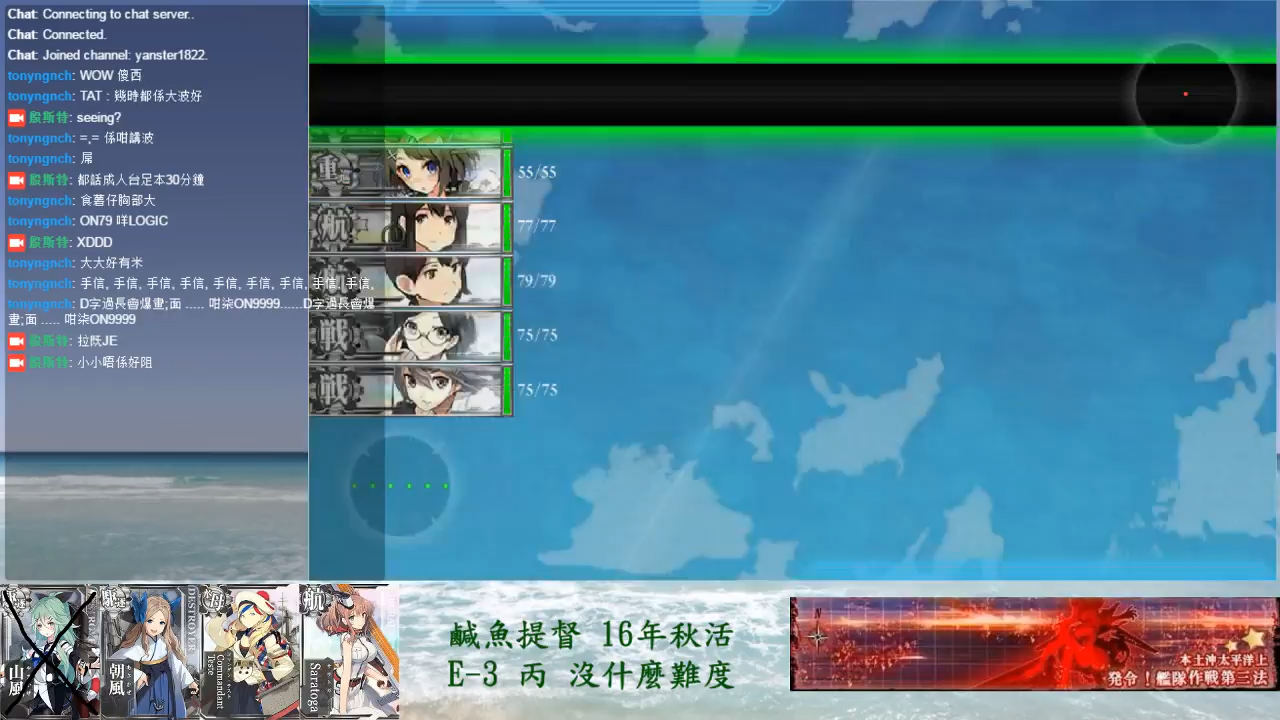 Chat: Connecting to chat server..
Chat: Connected.
Chat: Joined channel: yanster1822.
tonyngnch: WOW 傻西
tonyngnch: TAT : 幾時都係大波好
殷斯特: seeing?
tonyngnch: =.= 係咁講波
tonyngnch: 屌
殷斯特: 都話成人台足本30分鐘
tonyngnch: 食薯仔胸部大
tonyngnch: ON79 咩LOGIC
殷斯特: XDDD
tonyngnch: 大大好有米
tonyngnch: 手信, 手信, 手信, 手信, 手信, 手信, 手信, 手信, 手信,
tonyngnch: D字過長會爆畫;面 ..... 咁柒ON9999......D字過長會爆
畫;面 ..... 咁柒ON9999
殷斯特: 拉既JE
殷斯特: 小小唔係好阻
重
55/55
航
77/77
79/79
戦
75/75
戦
75/75
山風
DESTROYER
朝風
Commandant
Teste
航
Saratoga
鹹魚提督 16年秋活
E-3 丙 沒什麼難度
N
本土沖太平洋上
発令!艦隊作戦第三法